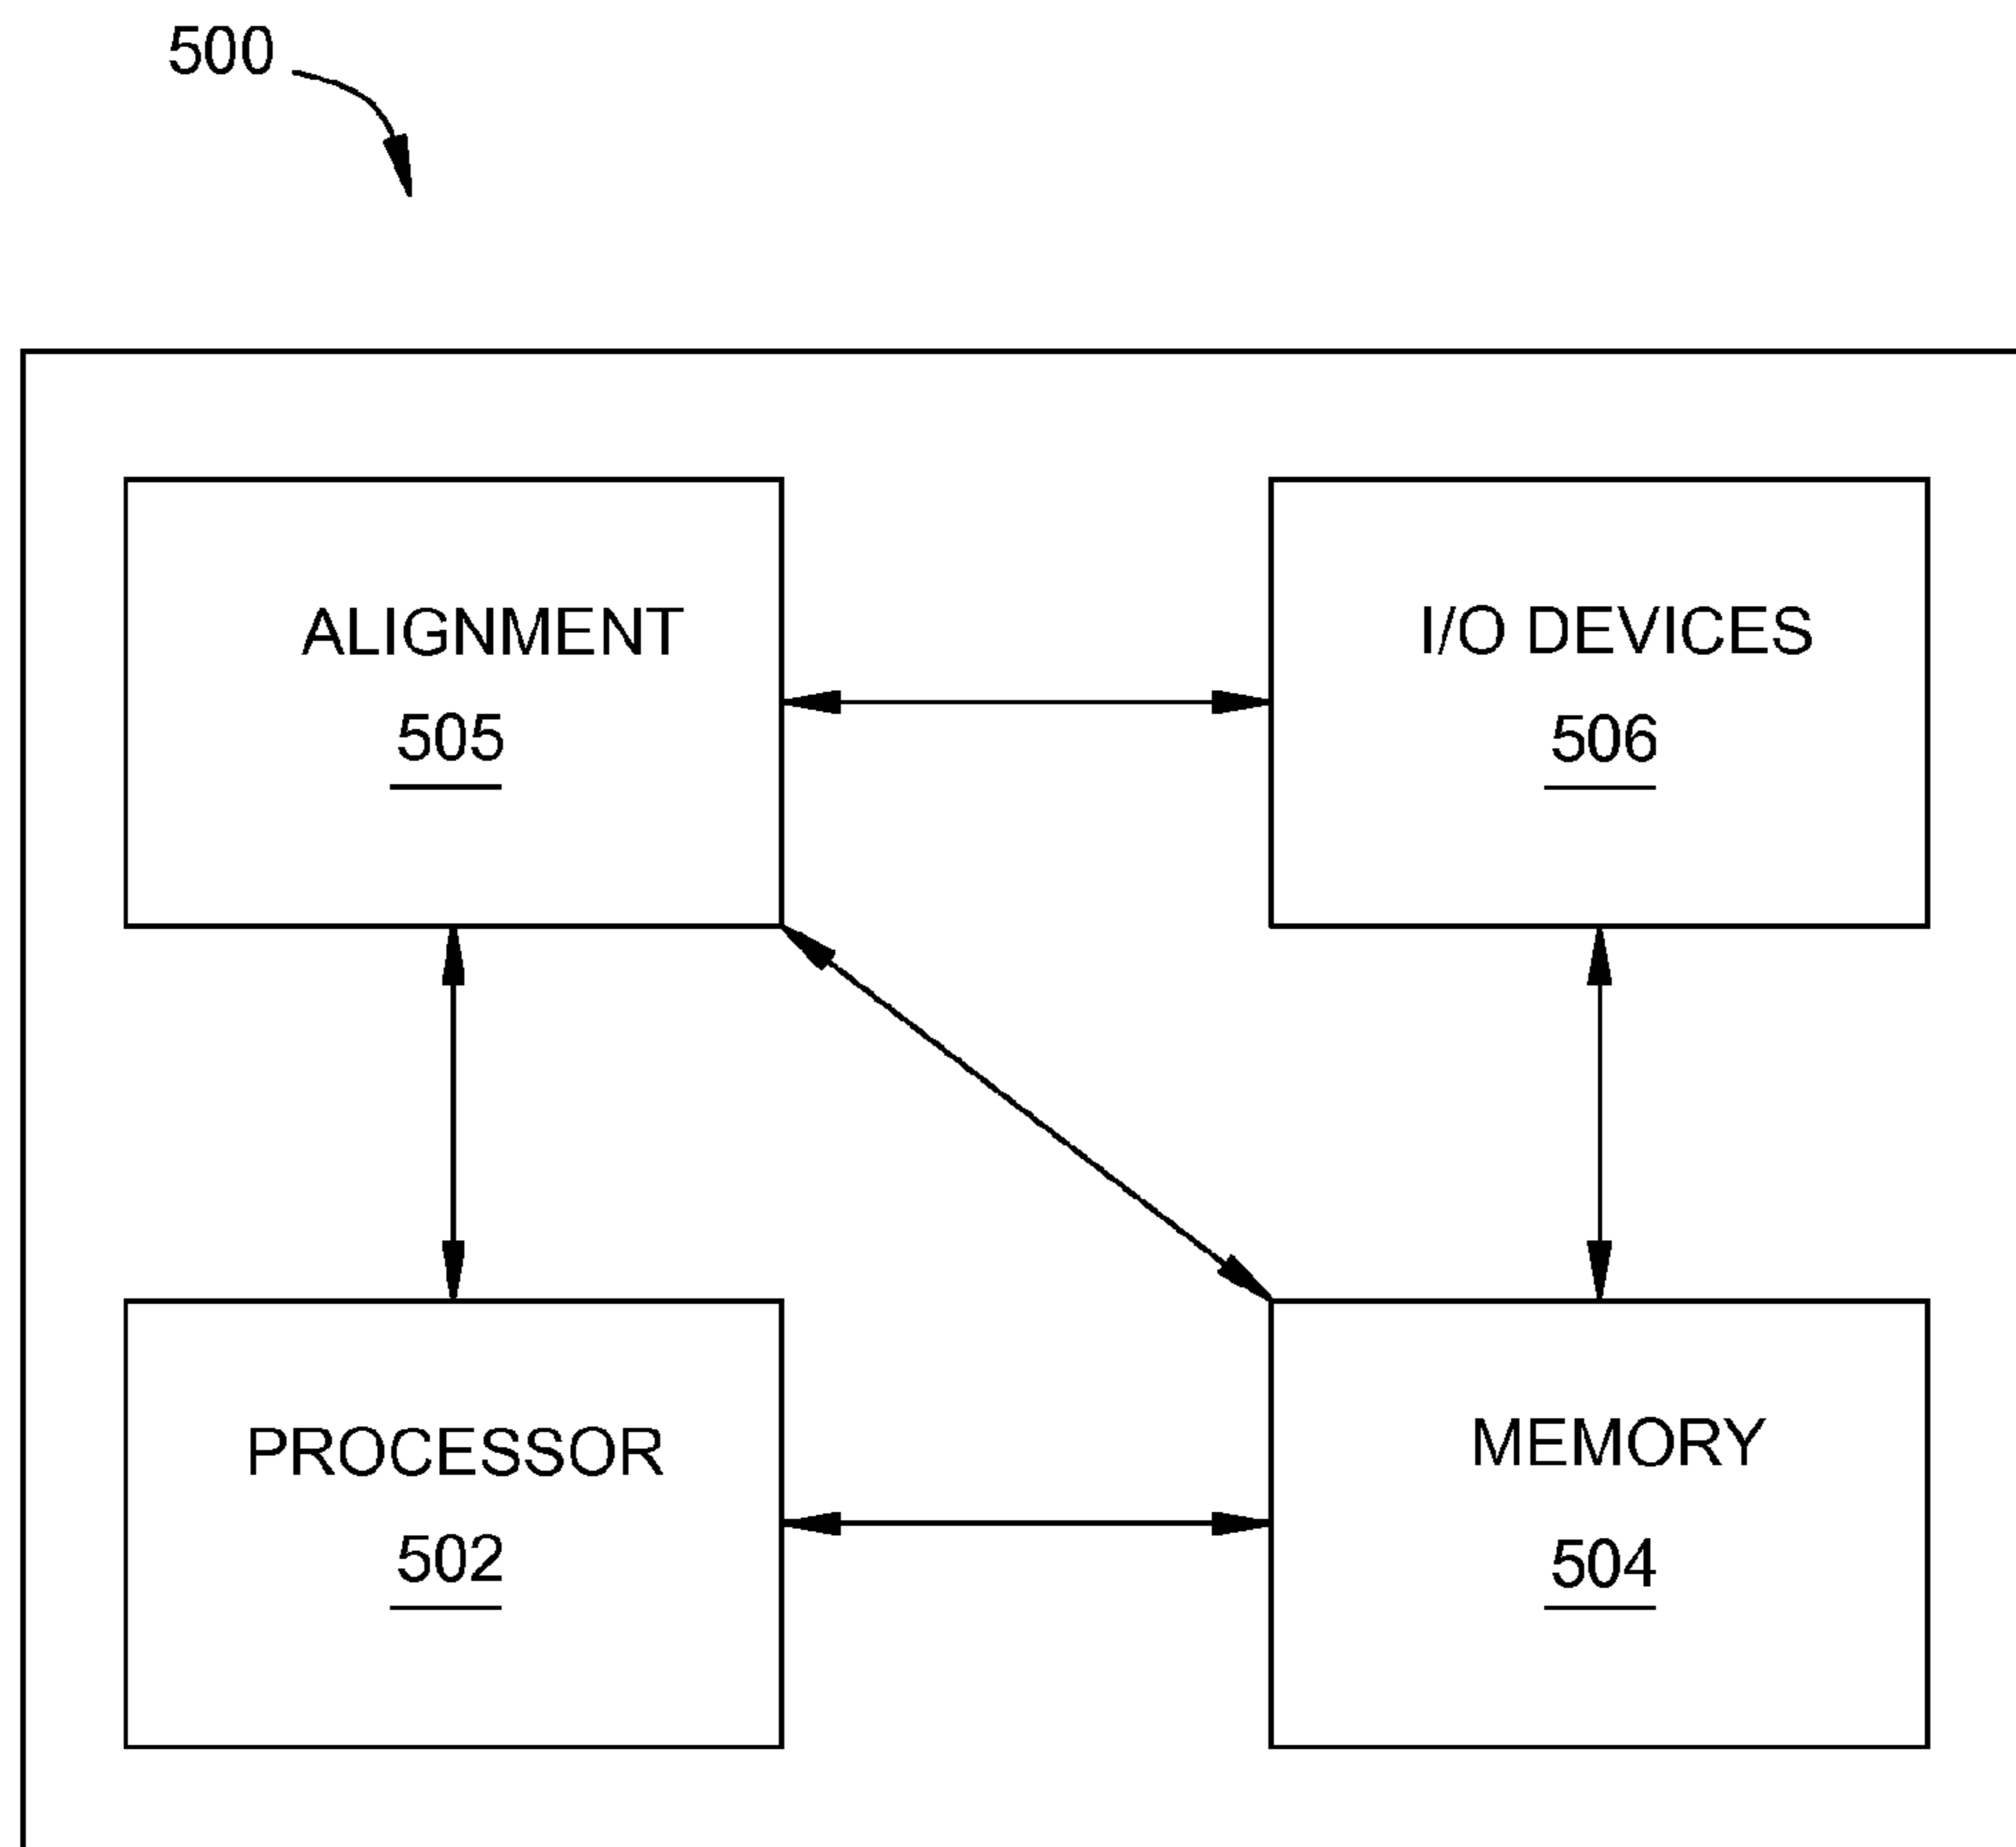 500
ALIGNMENT
505
I/O DEVICES
506
PROCESSOR
502
MEMORY
504